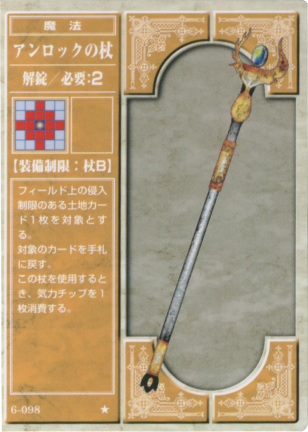 魔法
アンロックの杖
解錠／必要:2
【装備制限：杖B】
フィールド上の侵入
制限のある土地カー
ド1枚を対象とす
る。
対象のカードを手札
に戻す。
この杖を使用すると
き、気力チップを1
枚消費する。
6-098 ★